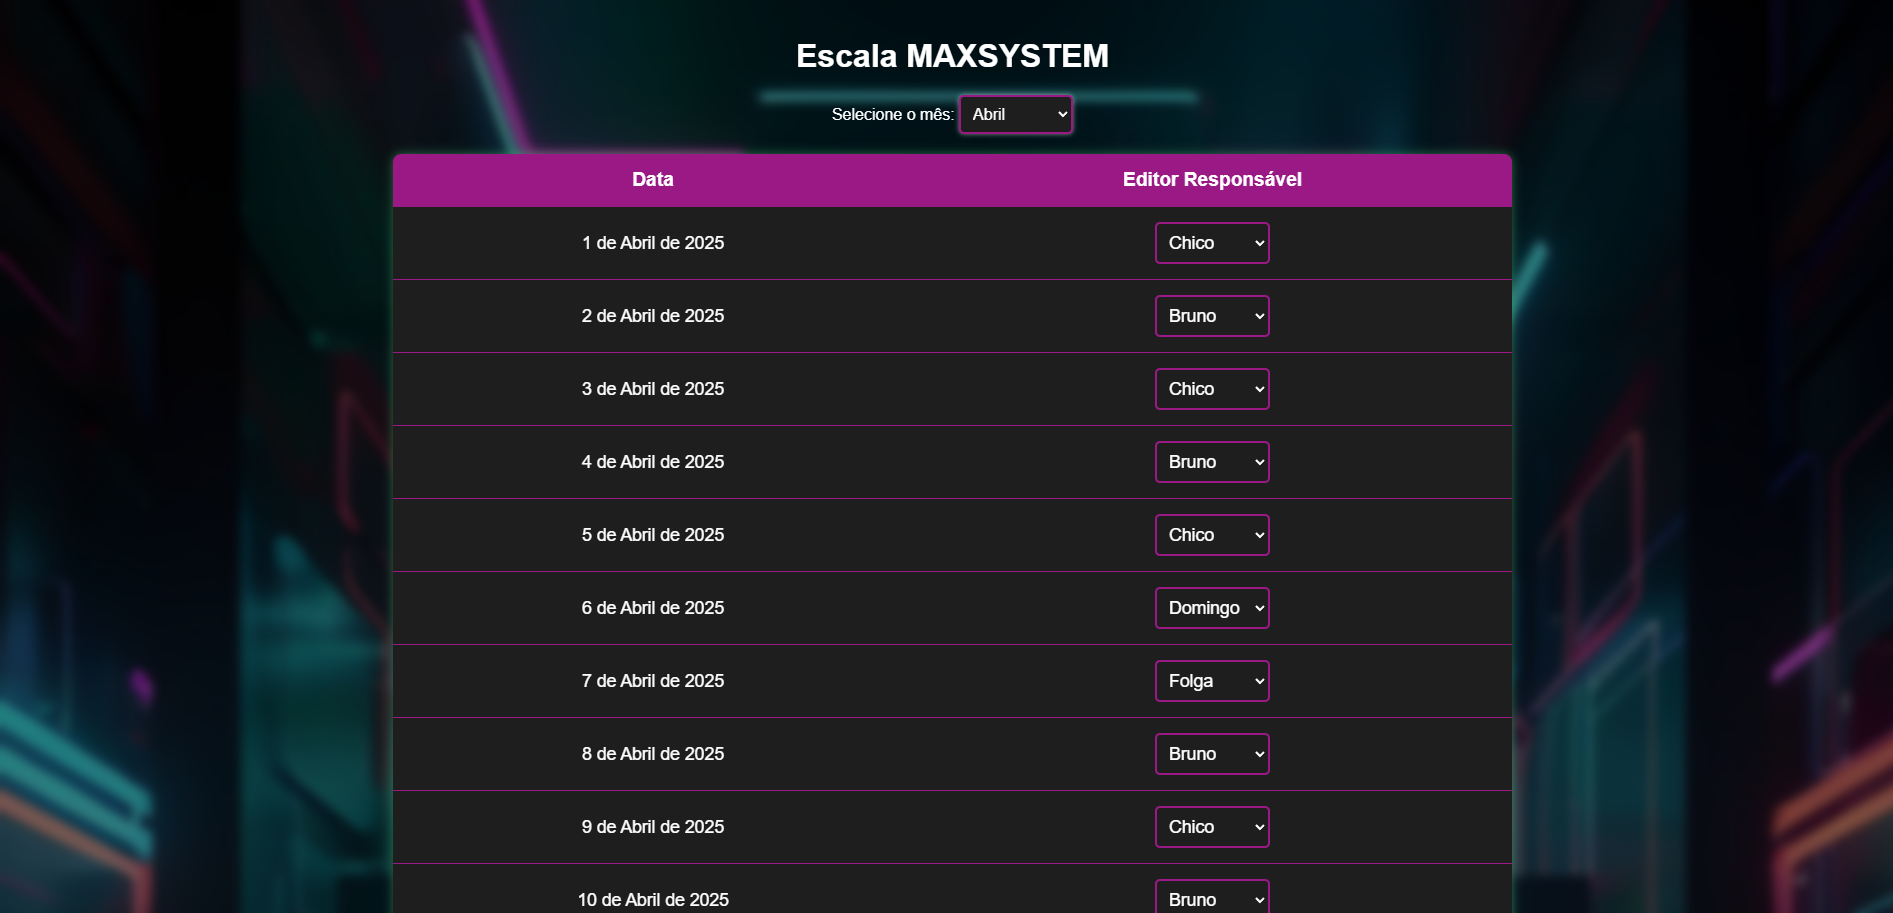 Escala MAXSYSTEM
Selecione o mês: Abril
Data Editor Responsável
1 de Abril de 2025 Chico
2 de Abril de 2025 Bruno
3 de Abril de 2025 Chico
4 de Abril de 2025 Bruno
5 de Abril de 2025 Chico
6 de Abril de 2025 Domingo
7 de Abril de 2025 Folga
8 de Abril de 2025 Bruno
9 de Abril de 2025 Chico
10 de Abril de 2025 Bruno